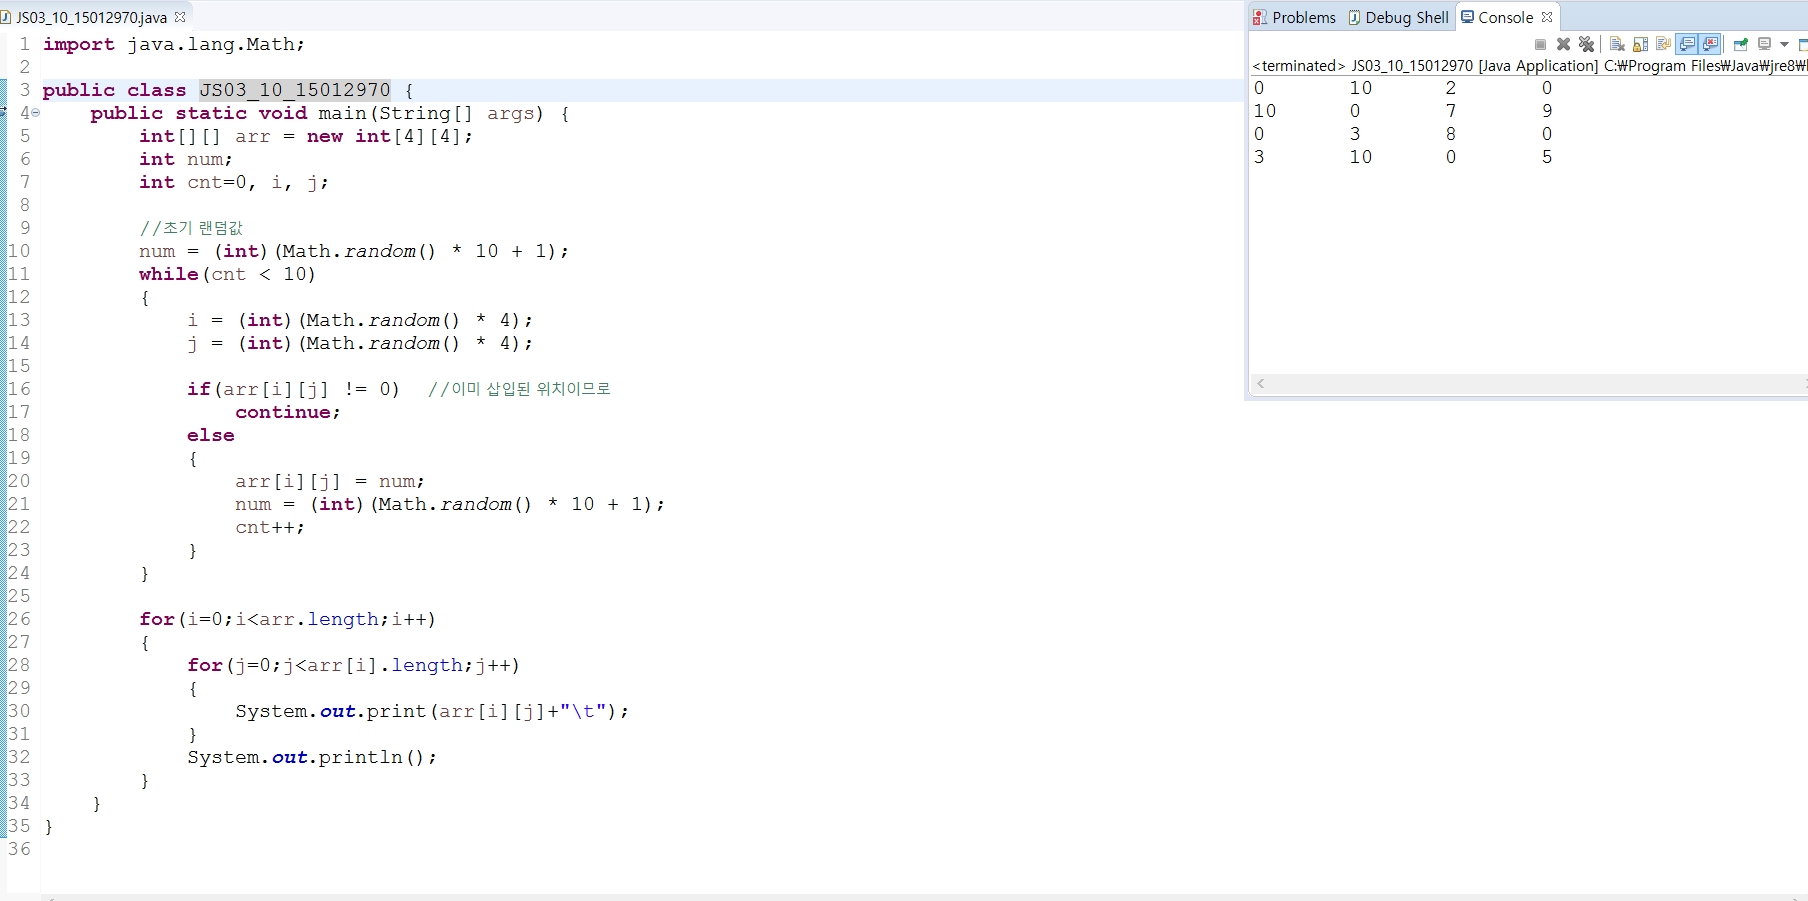 JS03_10_15012970.java
1 import java.lang.Math;
2
3 public class JS03_10_15012970 {
4 public static void main(String[] args) {
5 int[][] arr = new int[4][4];
6 int num;
7 int cnt=0, i, j;
8
9 //초기 랜덤값
10 num = (int)(Math.random() * 10 + 1);
11 while(cnt < 10)
12 {
13 i = (int)(Math.random() * 4);
14 j = (int)(Math.random() * 4);
15
16 if(arr[i][j] != 0) //이미 삽입된 위치이므로
17 continue;
18 else
19 {
20 arr[i][j] = num;
21 num = (int)(Math.random() * 10 + 1);
22 cnt++;
23 }
24 }
25
26 for(i=0;i<arr.length;i++)
27 {
28 for(j=0;j<arr[i].length;j++)
29 {
30 System.out.print(arr[i][j]+"\t");
31 }
32 System.out.println();
33 }
34 }
35 }
36
Problems Debug Shell Console
<terminated> JS03_10_15012970 [Java Application] C:₩Program Files₩Java₩jre8₩
0 10 2 0
10 0 7 9
0 3 8 0
3 10 0 5